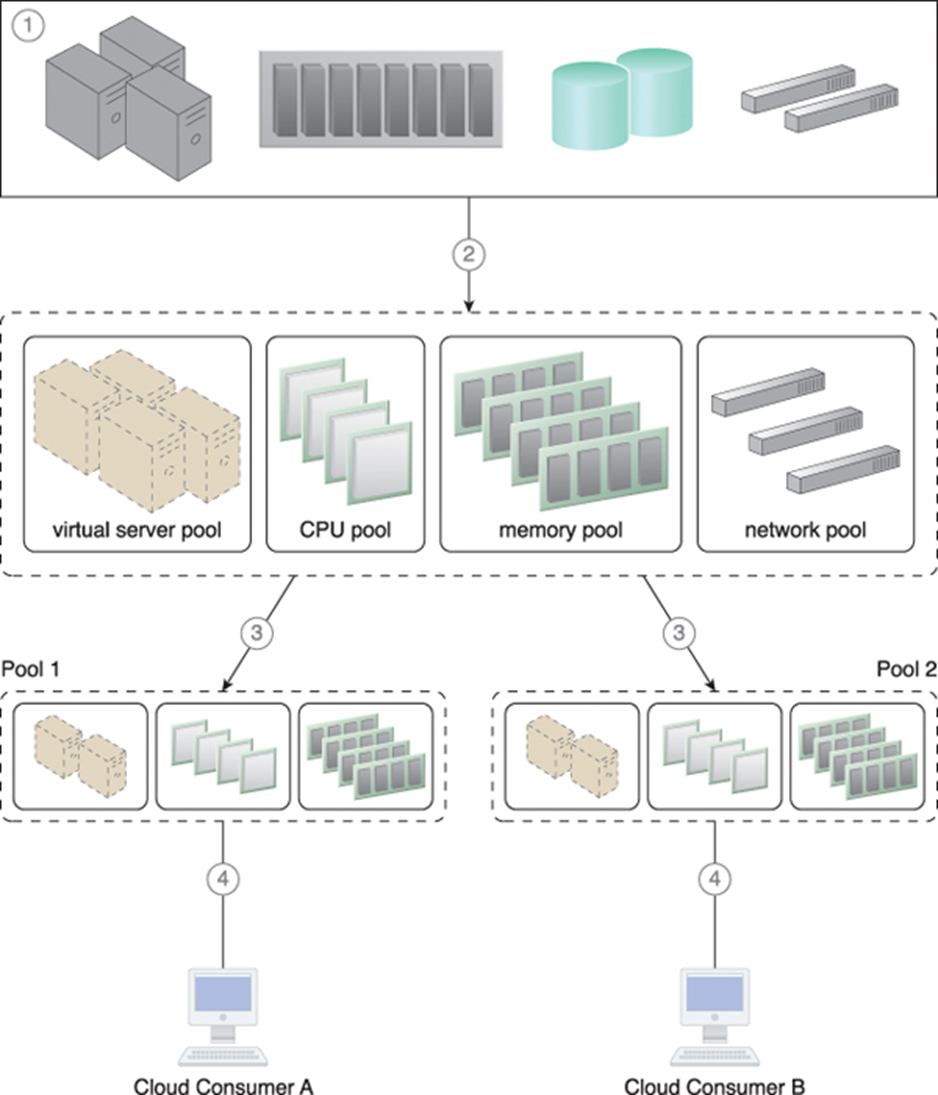 1
2
virtual server pool
CPU pool
memory pool
network pool
3
3
Pool 1
Pool 2
4
4
Cloud Consumer A
Cloud Consumer B